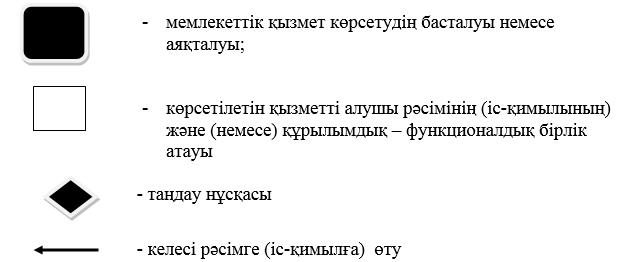 - мемлекеттік қызмет көрсетудің басталуы немесе
аяқталуы;
- көрсетілетін қызметті алушы рәсімінің (іс-қимылының)
және (немесе) құрылымдық – функционалдық бірлік
атауы
- таңдау нұсқасы
- келесі рәсімге (іс-қимылға) өту